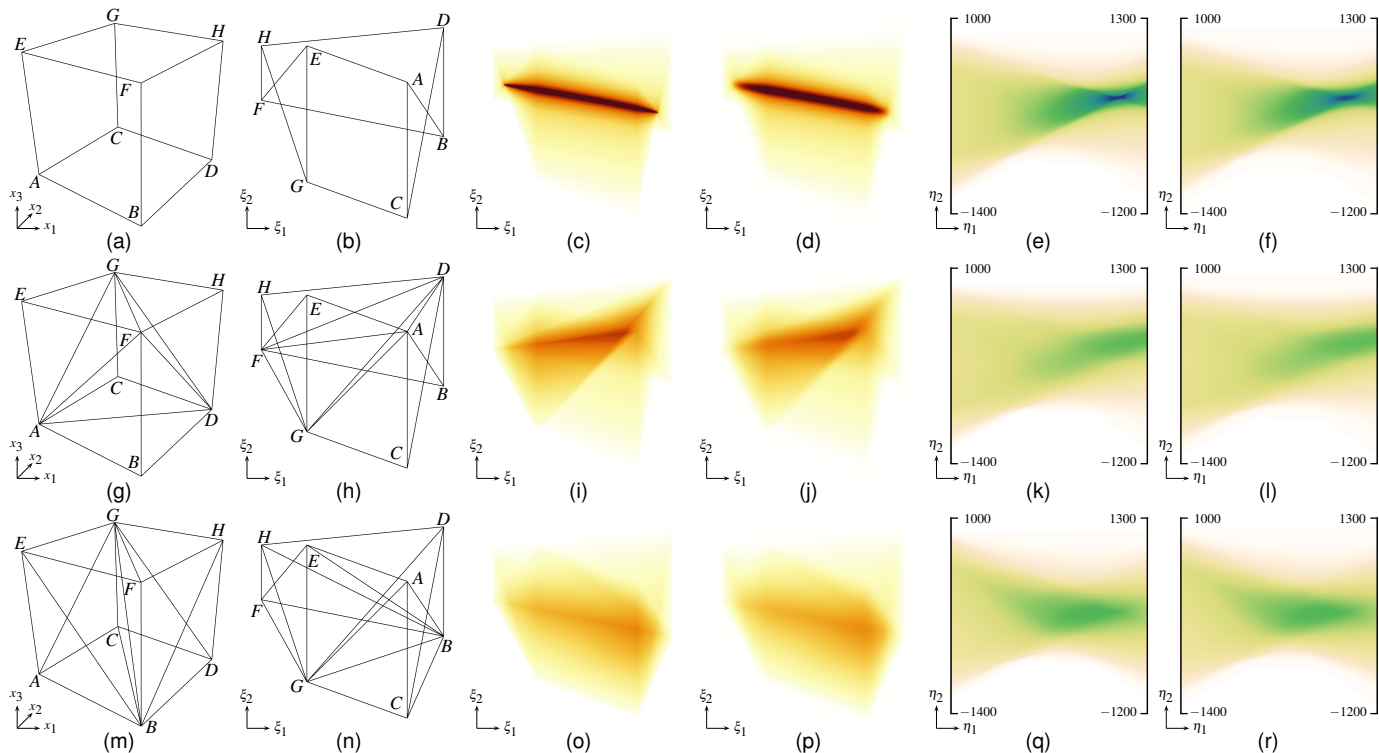 G
H
E
F
C
A
D
B
x3
x2
x1
(a)
D
H
E
A
F
B
G
C
ξ2
ξ1
(b)
ξ2
ξ1
(c)
ξ2
ξ1
(d)
1000 1300
η2
−1400 −1200
η1
(e)
1000 1300
η2
−1400 −1200
η1
(f)
G
H
E
F
C
A
D
B
x3
x2
x1
(g)
D
H
E
A
F
B
G
C
ξ2
ξ1
(h)
ξ2
ξ1
(i)
ξ2
ξ1
(j)
1000 1300
η2
−1400 −1200
η1
(k)
1000 1300
η2
−1400 −1200
η1
(l)
G
H
E
F
C
A
D
B
x3
x2
x1
(m)
D
H
E
A
F
B
G
C
ξ2
ξ1
(n)
ξ2
ξ1
(o)
ξ2
ξ1
(p)
1000 1300
η2
−1400 −1200
η1
(q)
1000 1300
η2
−1400 −1200
η1
(r)